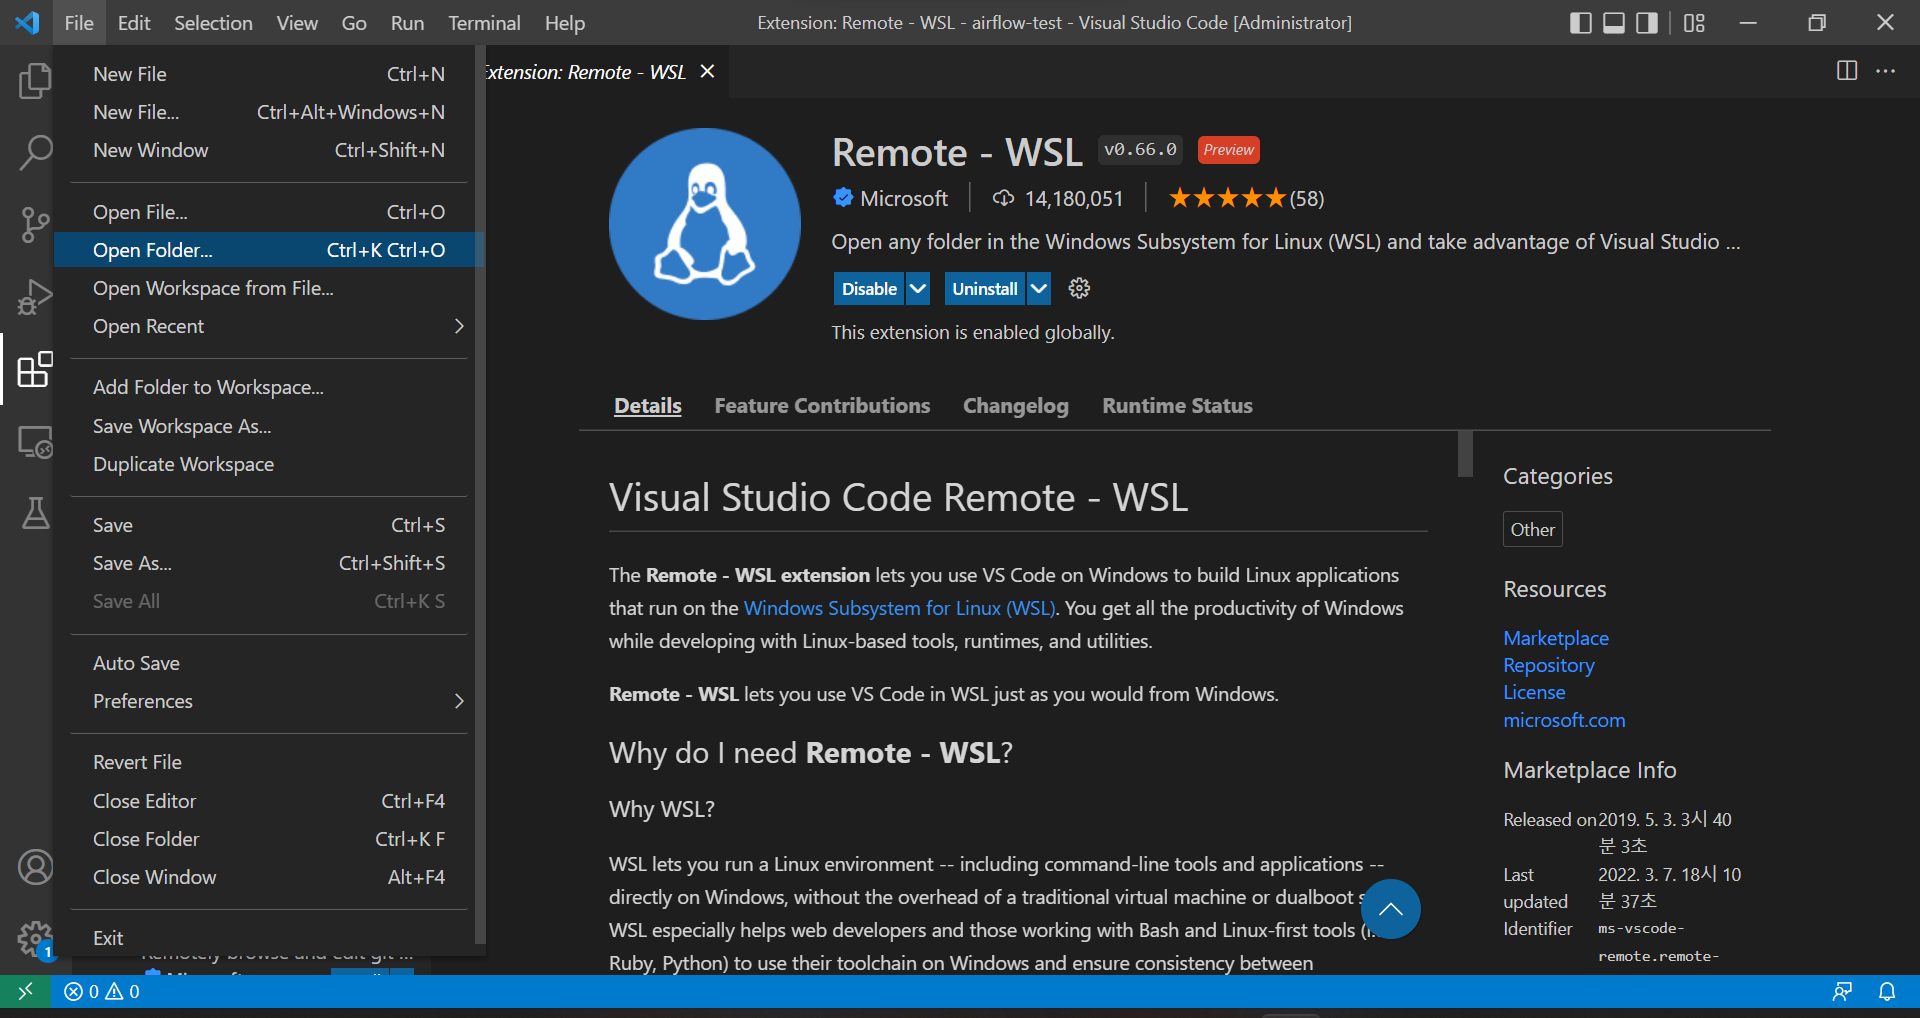 File Edit Selection View Go Run Terminal Help
Extension: Remote - WSL - airflow-test - Visual Studio Code [Administrator]
New File Ctrl+N
New File... Ctrl+Alt+Windows+N
New Window Ctrl+Shift+N
Open File... Ctrl+O
Open Folder... Ctrl+K Ctrl+O
Open Workspace from File...
Open Recent
Add Folder to Workspace...
Save Workspace As...
Duplicate Workspace
Save Ctrl+S
Save As... Ctrl+Shift+S
Save All Ctrl+K S
Auto Save
Preferences
Revert File
Close Editor Ctrl+F4
Close Folder Ctrl+K F
Close Window Alt+F4
Exit
Remotely browse and edit git ...
1
Extension: Remote - WSL
Remote - WSL v0.66.0 Preview
Microsoft 14,180,051 ★★★★★(58)
Open any folder in the Windows Subsystem for Linux (WSL) and take advantage of Visual Studio ...
Disable Uninstall
This extension is enabled globally.
Details Feature Contributions Changelog Runtime Status
Visual Studio Code Remote - WSL
The Remote - WSL extension lets you use VS Code on Windows to build Linux applications
that run on the Windows Subsystem for Linux (WSL). You get all the productivity of Windows
while developing with Linux-based tools, runtimes, and utilities.
Remote - WSL lets you use VS Code in WSL just as you would from Windows.
Why do I need Remote - WSL?
Why WSL?
WSL lets you run a Linux environment -- including command-line tools and applications --
directly on Windows, without the overhead of a traditional virtual machine or dualboot
WSL especially helps web developers and those working with Bash and Linux-first tools
Ruby, Python) to use their toolchain on Windows and ensure consistency between
Categories
Other
Resources
Marketplace
Repository
License
microsoft.com
Marketplace Info
Released on 2019. 5. 3. 3시 40
분 3초
Last 2022. 3. 7. 18시 10
updated 분 37초
Identifier ms-vscode-
remote.remote-
0 0